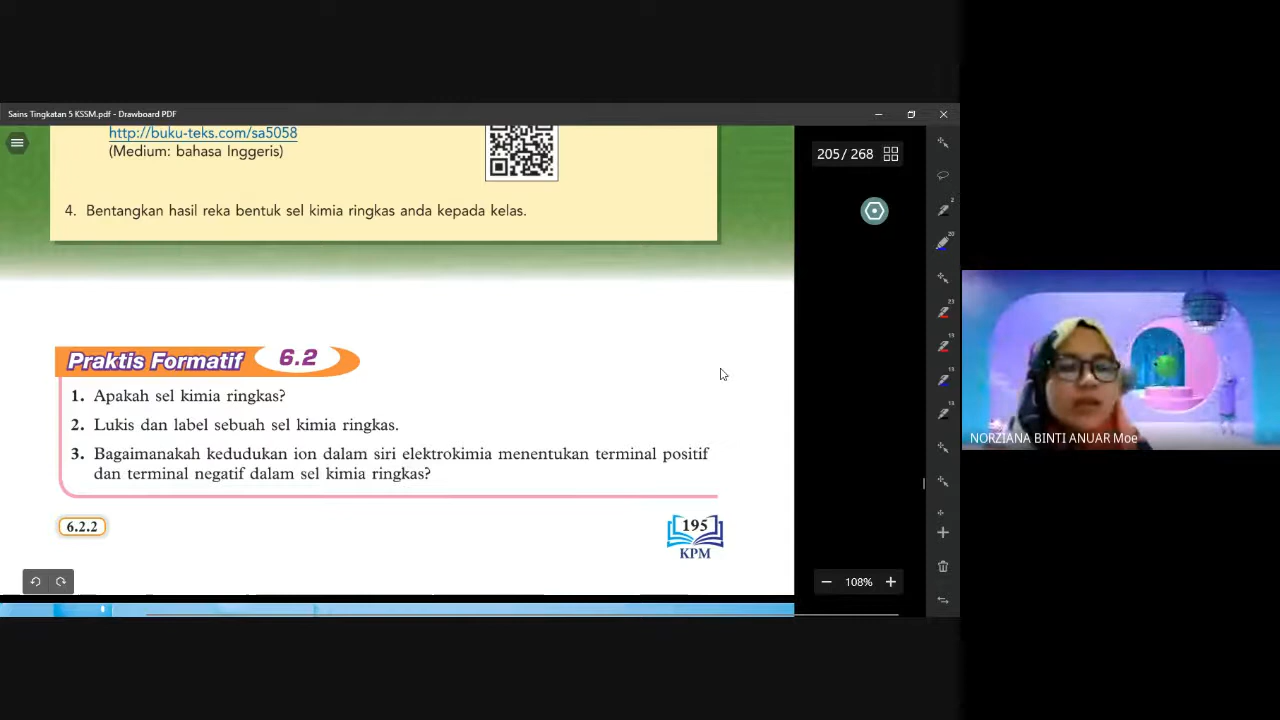 Sains Tingkatan 5 KSSM.pdf - Drawboard PDF
http://buku-teks.com/sa5058
(Medium: bahasa Inggeris)
205 / 268
4. Bentangkan hasil reka bentuk sel kimia ringkas anda kepada kelas.
Praktis Formatif 6.2
1. Apakah sel kimia ringkas?
2. Lukis dan label sebuah sel kimia ringkas.
3. Bagaimanakah kedudukan ion dalam siri elektrokimia menentukan terminal positif
dan terminal negatif dalam sel kimia ringkas?
6.2.2
195
KPM
108%
NORZIANA BINTI ANUAR Moe
2
20
23